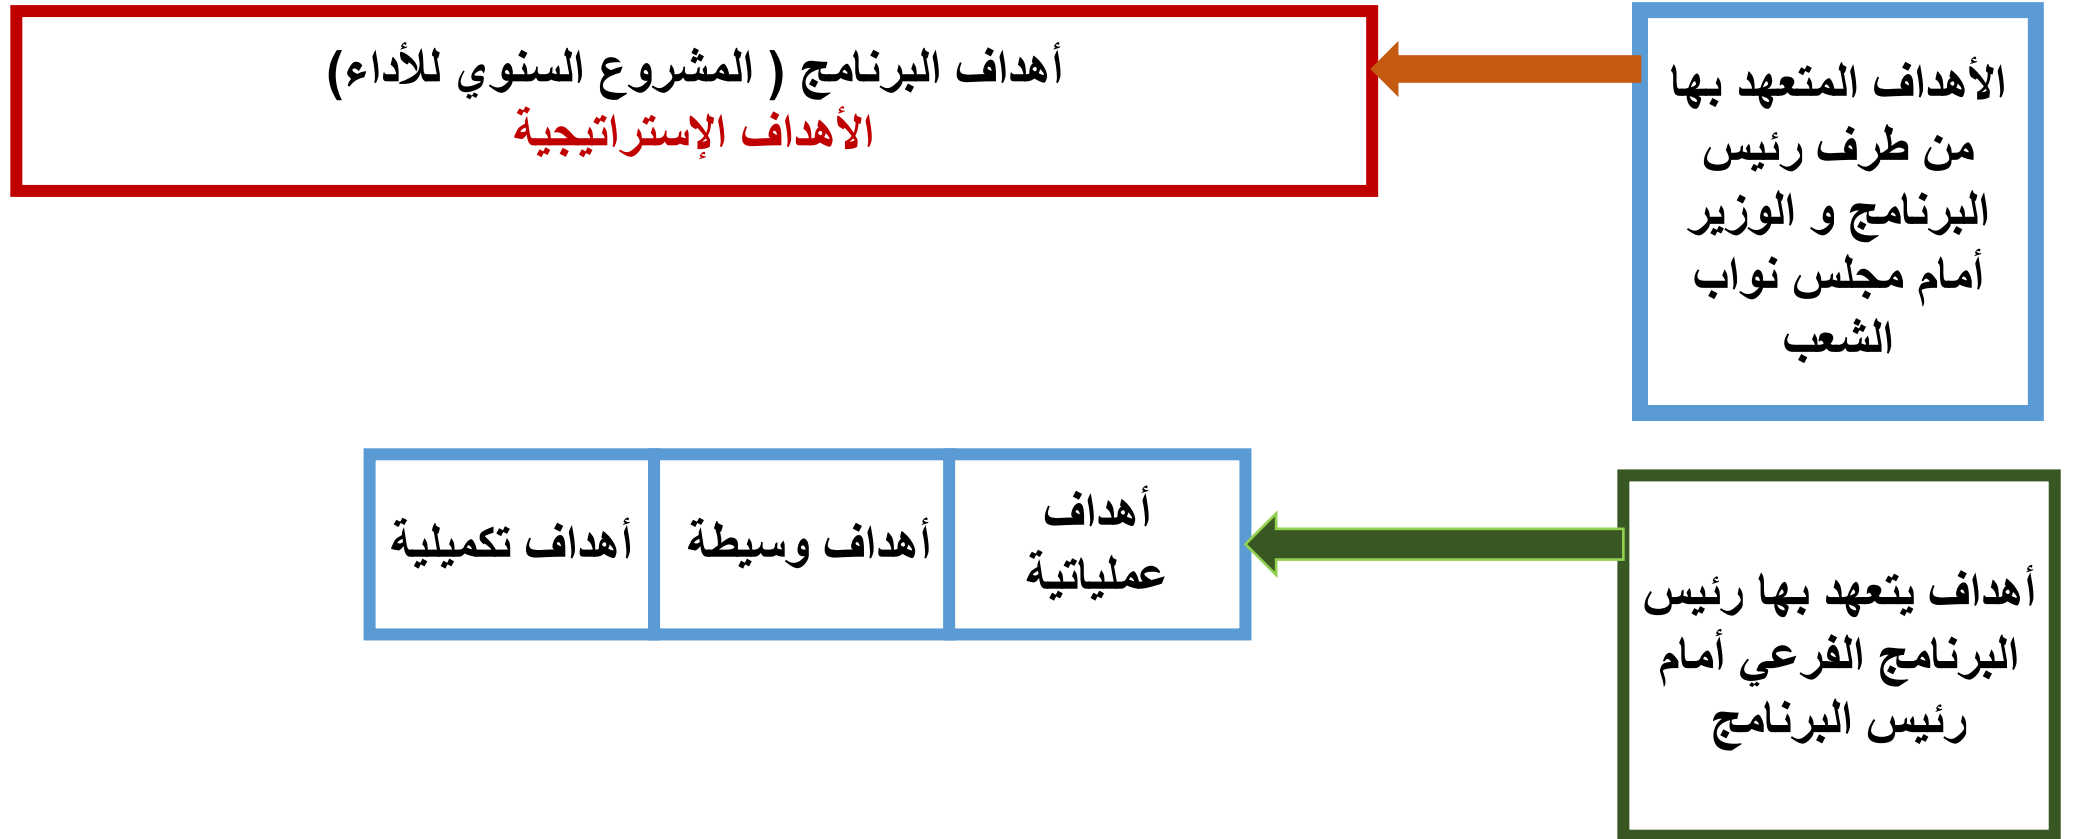 الأهداف المتعهد بها
من طرف رئيس
البرنامج و الوزير
أمام مجلس نواب
الشعب
أهداف البرنامج ( المشروع السنوي للأداء)
الأهداف الإستراتيجية
أهداف يتعهد بها رئيس
البرنامج الفرعي أمام
رئيس البرنامج
أهداف
عملياتية
أهداف وسيطة
أهداف تكميلية